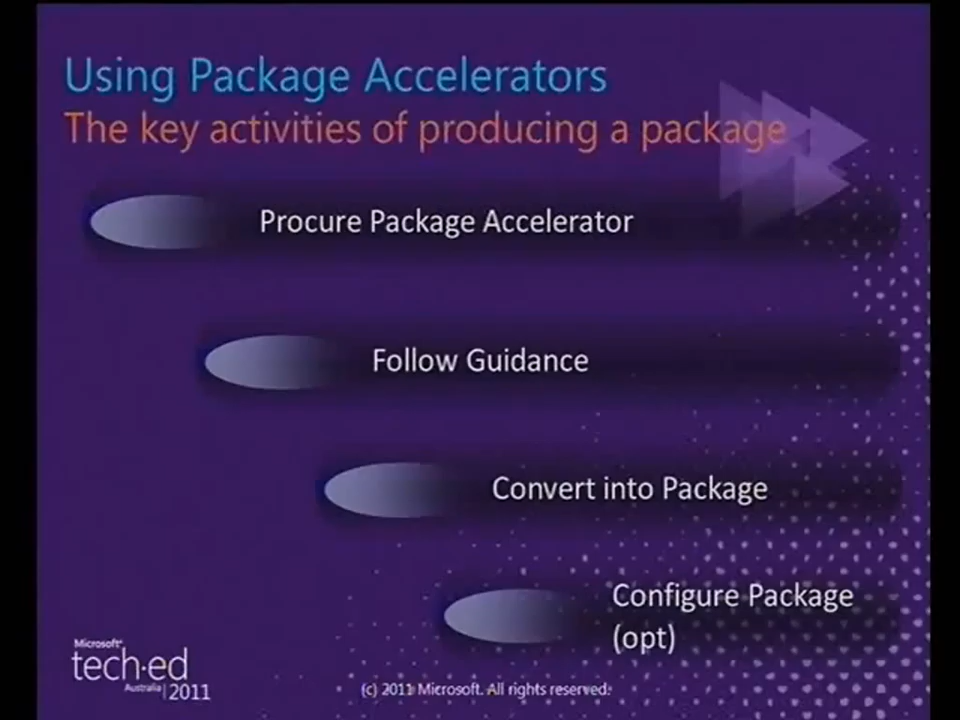 Using Package Accelerators
The key activities of producing a package
Procure Package Accelerator
Follow Guidance
Convert into Package
Configure Package
(opt)
Microsoft®
tech·ed
Australia | 2011
(c) 2011 Microsoft. All rights reserved.